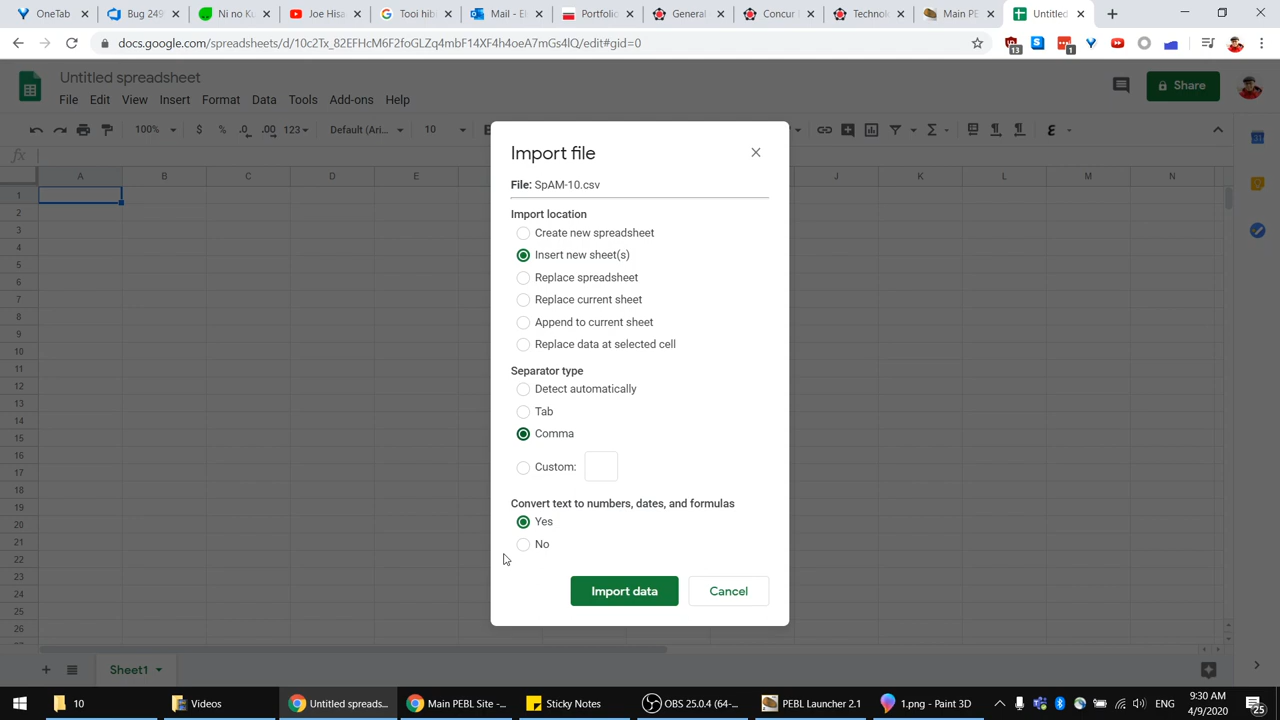 OneTab
Bug 249
Ni no Ku
Eng Hisa
Tooi hibi
Mail - El
Portfolio
General
Concur
Technok
Main PE
Untitled
docs.google.com/spreadsheets/d/
/edit#gid=0
13
1
Untitled spreadsheet
File Edit View Insert Format Data Tools Add-ons Help
Share
100% $ % .0 .00 123 Default (Ari... 10
fx
A B C D E J K L M N
1
2
3
4
5
6
7
8
9
10
11
12
13
14
15
16
17
18
19
20
21
22
23
24
25
26
Import file
File: SpAM-10.csv
Import location
Create new spreadsheet
Insert new sheet(s)
Replace spreadsheet
Replace current sheet
Append to current sheet
Replace data at selected cell
Separator type
Detect automatically
Tab
Comma
Custom:
Convert text to numbers, dates, and formulas
Yes
No
Import data
Cancel
Sheet1
10
Videos
Untitled spreads...
Main PEBL Site -...
Sticky Notes
OBS 25.0.4 (64-...
PEBL Launcher 2.1
1.png - Paint 3D
ENG
9:30 AM
4/9/2020
25